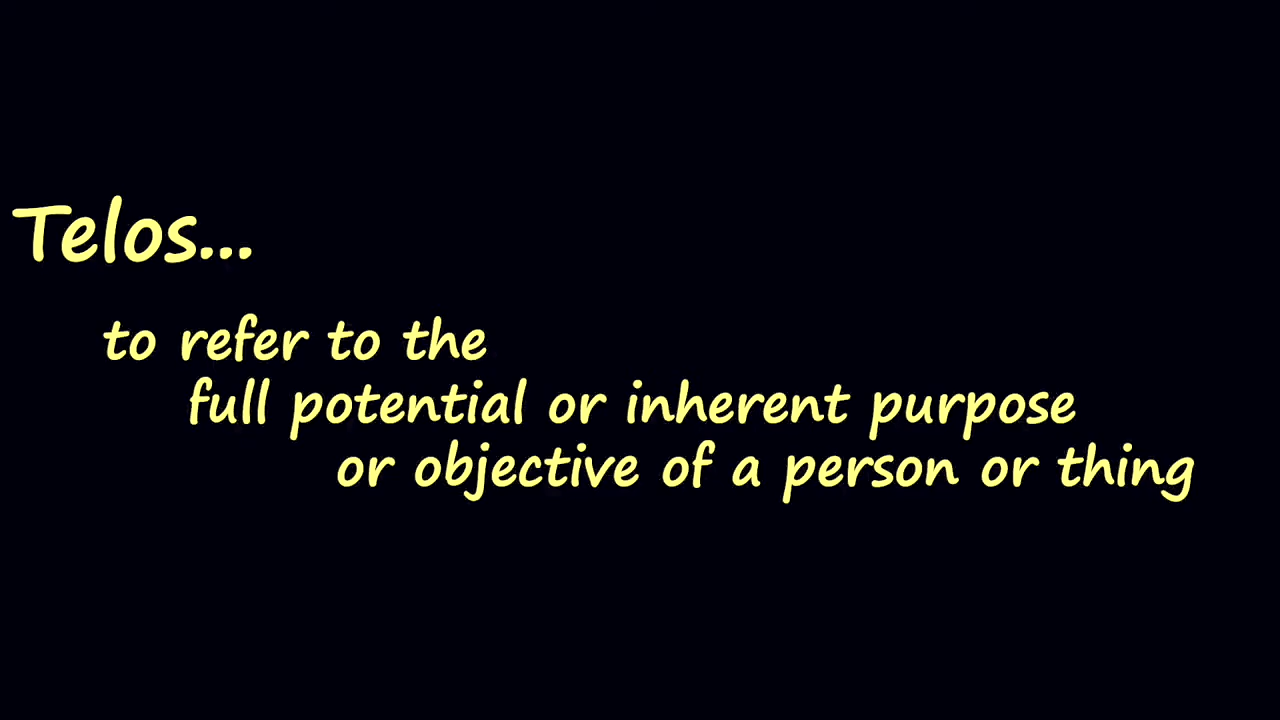 Telos...
to refer to the
full potential or inherent purpose
or objective of a person or thing